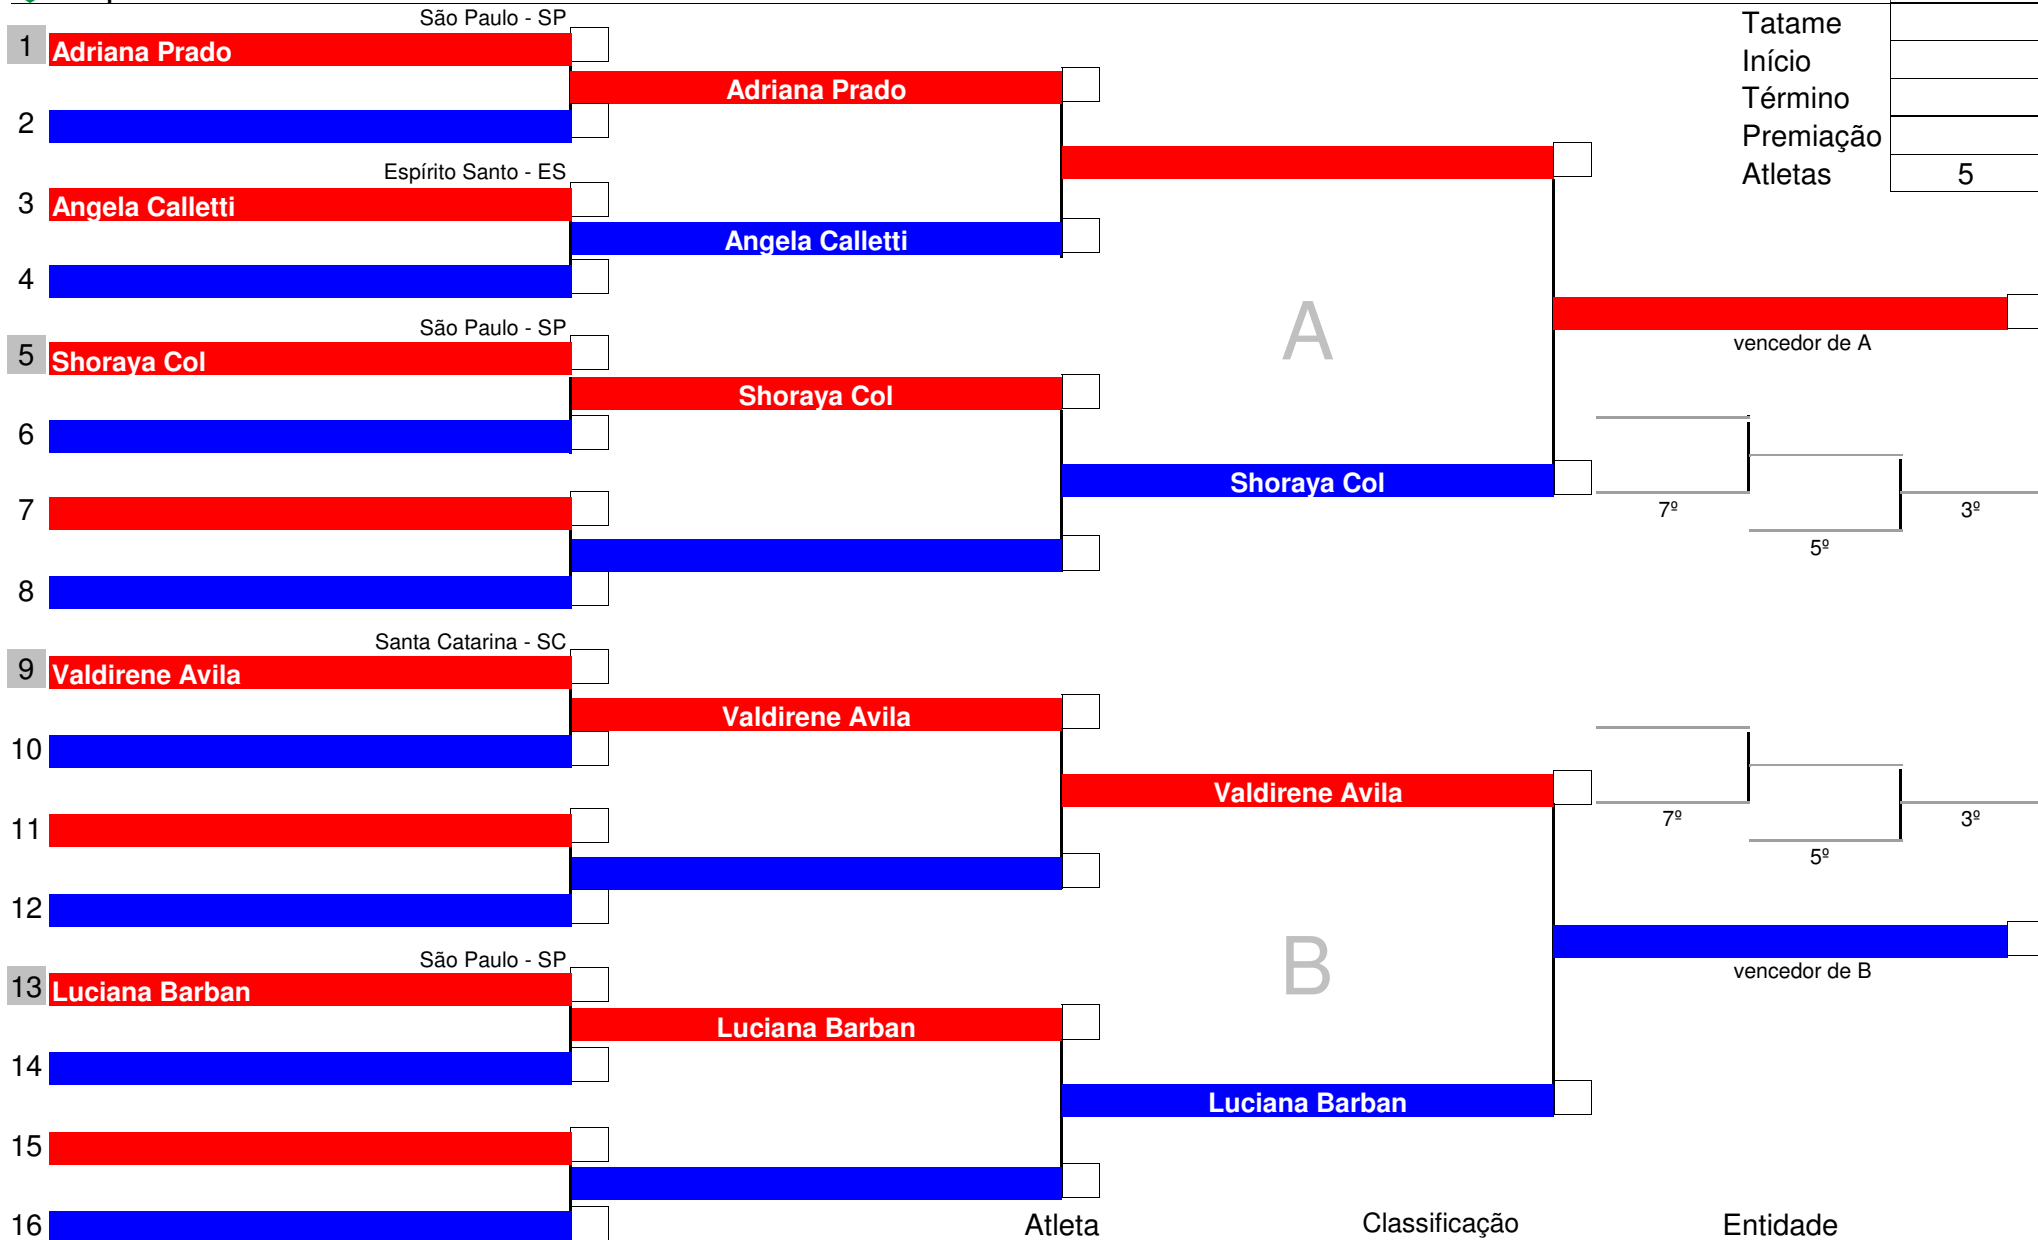 São Paulo - SP
Tatame
1 Adriana Prado
Início
Adriana Prado
Término
2
Premiação
Espírito Santo - ES
Atletas 5
3 Angela Calletti
Angela Calletti
4
São Paulo - SP
A
vencedor de A
5 Shoraya Col
Shoraya Col
6
Shoraya Col
7
7º 3º
5º
8
Santa Catarina - SC
9 Valdirene Avila
Valdirene Avila
10
Valdirene Avila
11
7º 3º
5º
12
São Paulo - SP
B
vencedor de B
13 Luciana Barban
Luciana Barban
14
Luciana Barban
15
16
Atleta Classificação Entidade